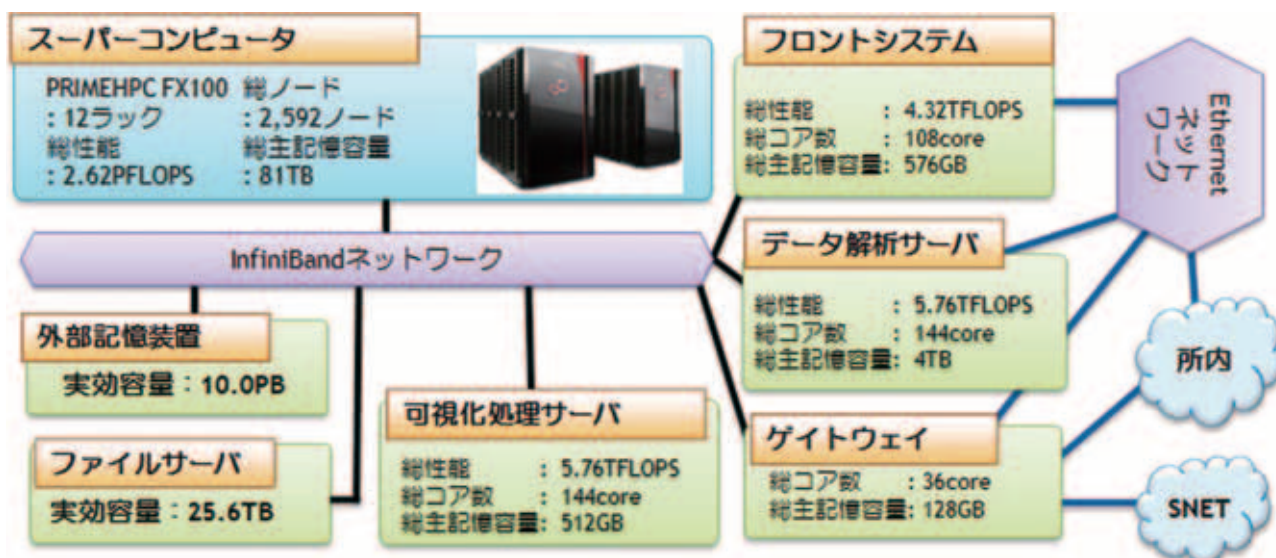 スーパーコンピュータ
PRIMEHPC FX100 総ノード
: 12ラック : 2,592ノード
総性能 総主記憶容量
: 2.62PFLOPS : 81TB
InfiniBandネットワーク
外部記憶装置
実効容量：10.0PB
ファイルサーバ
実効容量：25.6TB
可視化処理サーバ
総性能 : 5.76TFLOPS
総コア数 : 144core
総主記憶容量: 512GB
フロントシステム
総性能 : 4.32TFLOPS
総コア数 : 108core
総主記憶容量: 576GB
データ解析サーバ
総性能 : 5.76TFLOPS
総コア数 : 144core
総主記憶容量: 4TB
ゲイトウェイ
総コア数 : 36core
総主記憶容量: 128GB
Ethernet
ネット
ワーク
所内
SNET